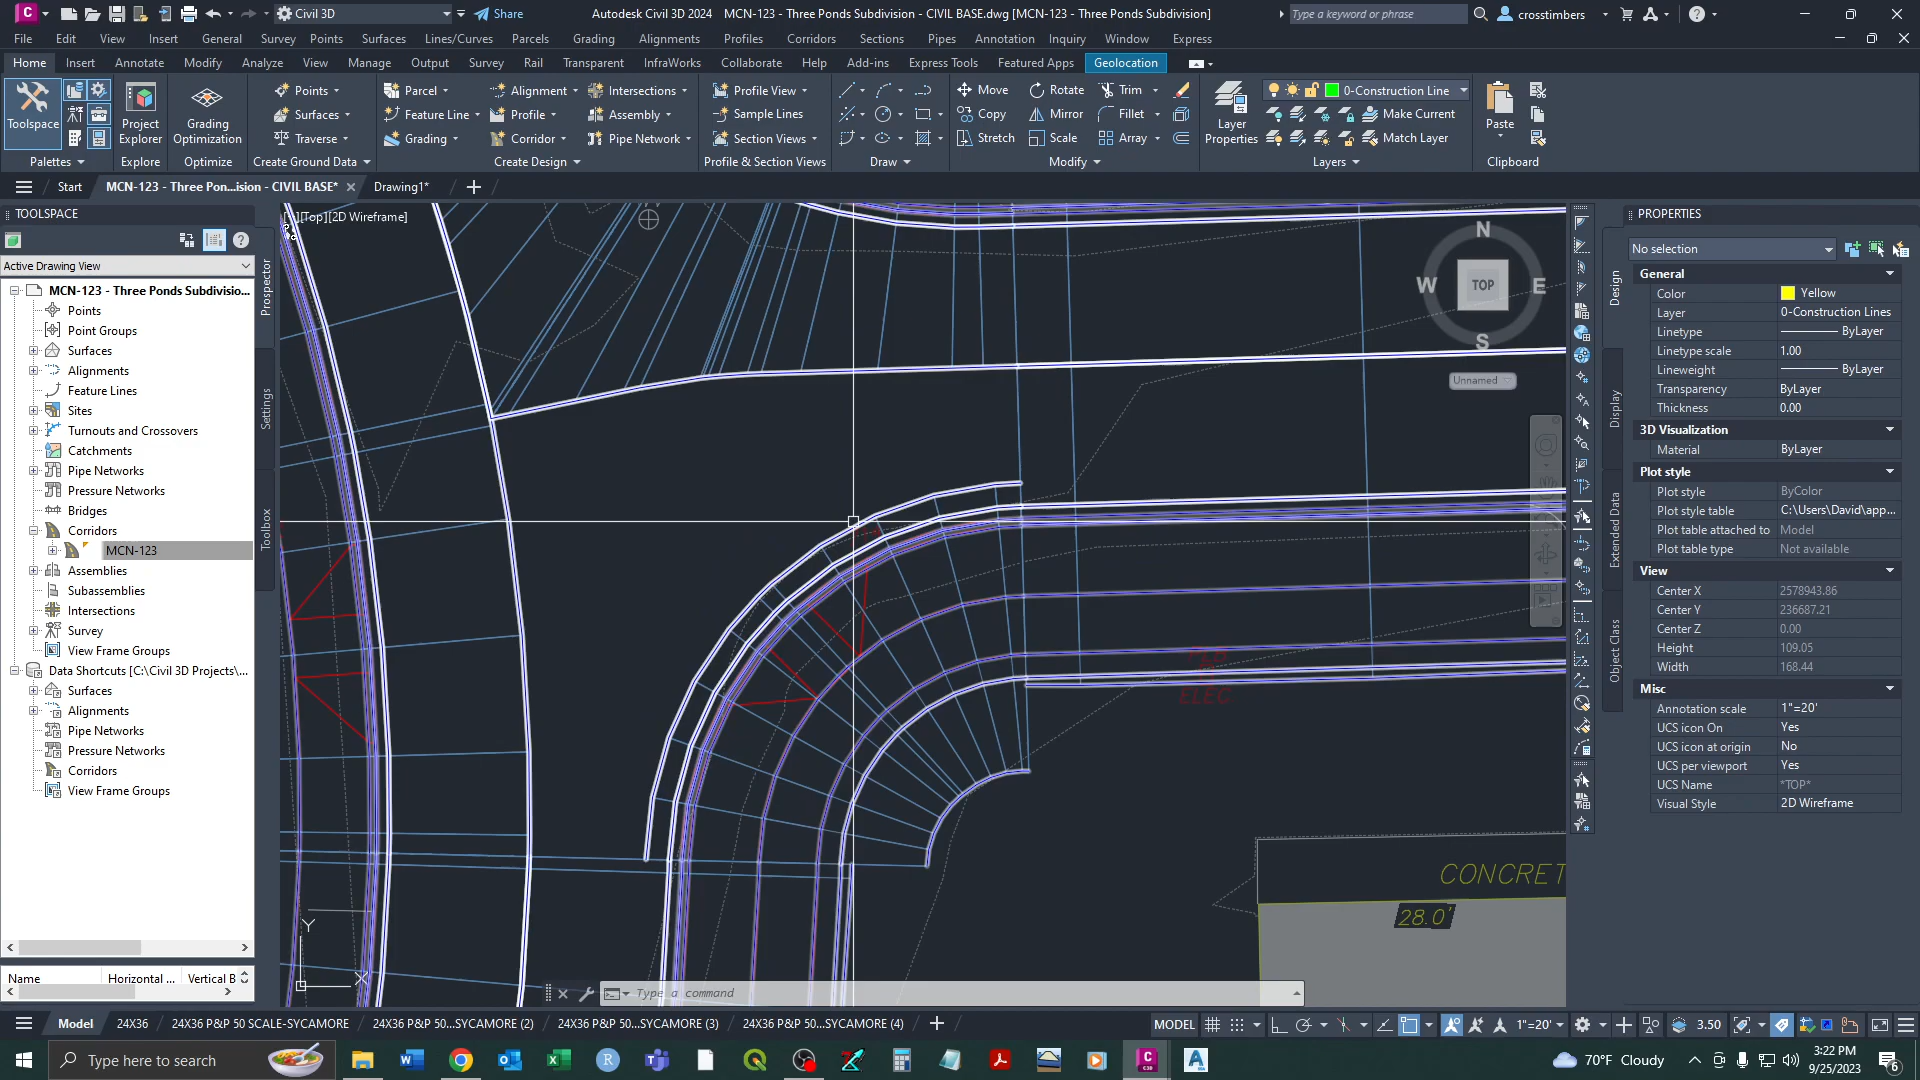 Civil 3D
Share
Autodesk Civil 3D 2024 MCN-123 - Three Ponds Subdivision - CIVIL BASE.dwg [MCN-123 - Three Ponds Subdivision]
Type a keyword or phrase
crosstimbers
File Edit View Insert General Survey Points Surfaces Lines/Curves Parcels Grading Alignments Profiles Corridors Sections Pipes Annotation Inquiry Window Express
Home Insert Annotate Modify Analyze View Manage Output Survey Rail Transparent InfraWorks Collaborate Help Add-ins Express Tools Featured Apps Geolocation
Points Parcel Alignment Intersections Profile View Move Rotate Trim 0-Construction Line
Surfaces Feature Line Profile Assembly Sample Lines Copy Mirror Fillet Make Current
Traverse Grading Corridor Pipe Network Section Views Stretch Scale Array Match Layer
Toolspace
Project Explorer
Grading Optimization
Layer Properties
Paste
Palettes Explore Optimize Create Ground Data Create Design Profile & Section Views Draw Modify Layers Clipboard
Start MCN-123 - Three Pon...ision - CIVIL BASE* Drawing1*
TOOLSPACE
Active Drawing View
MCN-123 - Three Ponds Subdivisio...
Points
Point Groups
Surfaces
Alignments
Feature Lines
Sites
Turnouts and Crossovers
Catchments
Pipe Networks
Pressure Networks
Bridges
Corridors
MCN-123
Assemblies
Subassemblies
Intersections
Survey
View Frame Groups
Data Shortcuts [C:\Civil 3D Projects\...
Surfaces
Alignments
Pipe Networks
Pressure Networks
Corridors
View Frame Groups
Name Horizontal ... Vertical B
Prospector
Settings
Toolbox
[Top][2D Wireframe]
N
W TOP E
S
Unnamed
ELEC
CONCRET
28.0'
Y
X
Type a command
PROPERTIES
No selection
Design
Display
Extended Data
Object Class
General
Color Yellow
Layer 0-Construction Lines
Linetype ByLayer
Linetype scale 1.00
Lineweight ByLayer
Transparency ByLayer
Thickness 0.00
3D Visualization
Material ByLayer
Plot style
Plot style ByColor
Plot style table C:\Users\David\app...
Plot table attached to Model
Plot table type Not available
View
Center X 2578943.86
Center Y 236687.21
Center Z 0.00
Height 109.05
Width 168.44
Misc
Annotation scale 1"=20'
UCS icon On Yes
UCS icon at origin No
UCS per viewport Yes
UCS Name *TOP*
Visual Style 2D Wireframe
Model 24X36 24X36 P&P 50 SCALE-SYCAMORE 24X36 P&P 50...SYCAMORE (2) 24X36 P&P 50...SYCAMORE (3) 24X36 P&P 50...SYCAMORE (4)
MODEL 1"=20' 3.50
Type here to search
70°F Cloudy
3:22 PM
9/25/2023
6